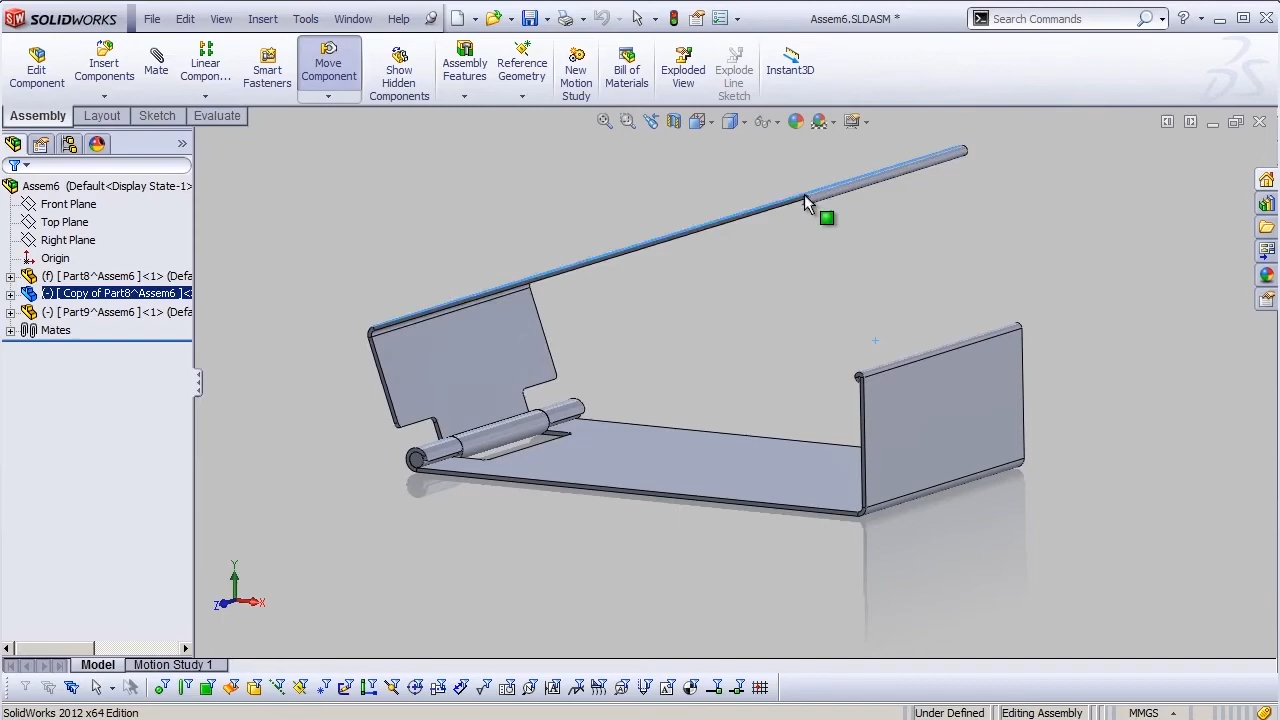 SOLIDWORKS File Edit View Insert Tools Window Help Assem6.SLDASM * Search Commands ?
Edit Component
Insert Components
Mate
Linear Compon...
Smart Fasteners
Move Component
Show Hidden Components
Assembly Features
Reference Geometry
New Motion Study
Bill of Materials
Exploded View
Explode Line Sketch
Instant3D
Assembly Layout Sketch Evaluate
Assem6 (Default<Display State-1>
Front Plane
Top Plane
Right Plane
Origin
(f) [ Part8^Assem6 ]<1> (Defa
(-) [ Copy of Part8^Assem6 ]<
(-) [ Part9^Assem6 ]<1> (Defa
Mates
Y
Z X
Model Motion Study 1
SolidWorks 2012 x64 Edition Under Defined Editing Assembly MMGS